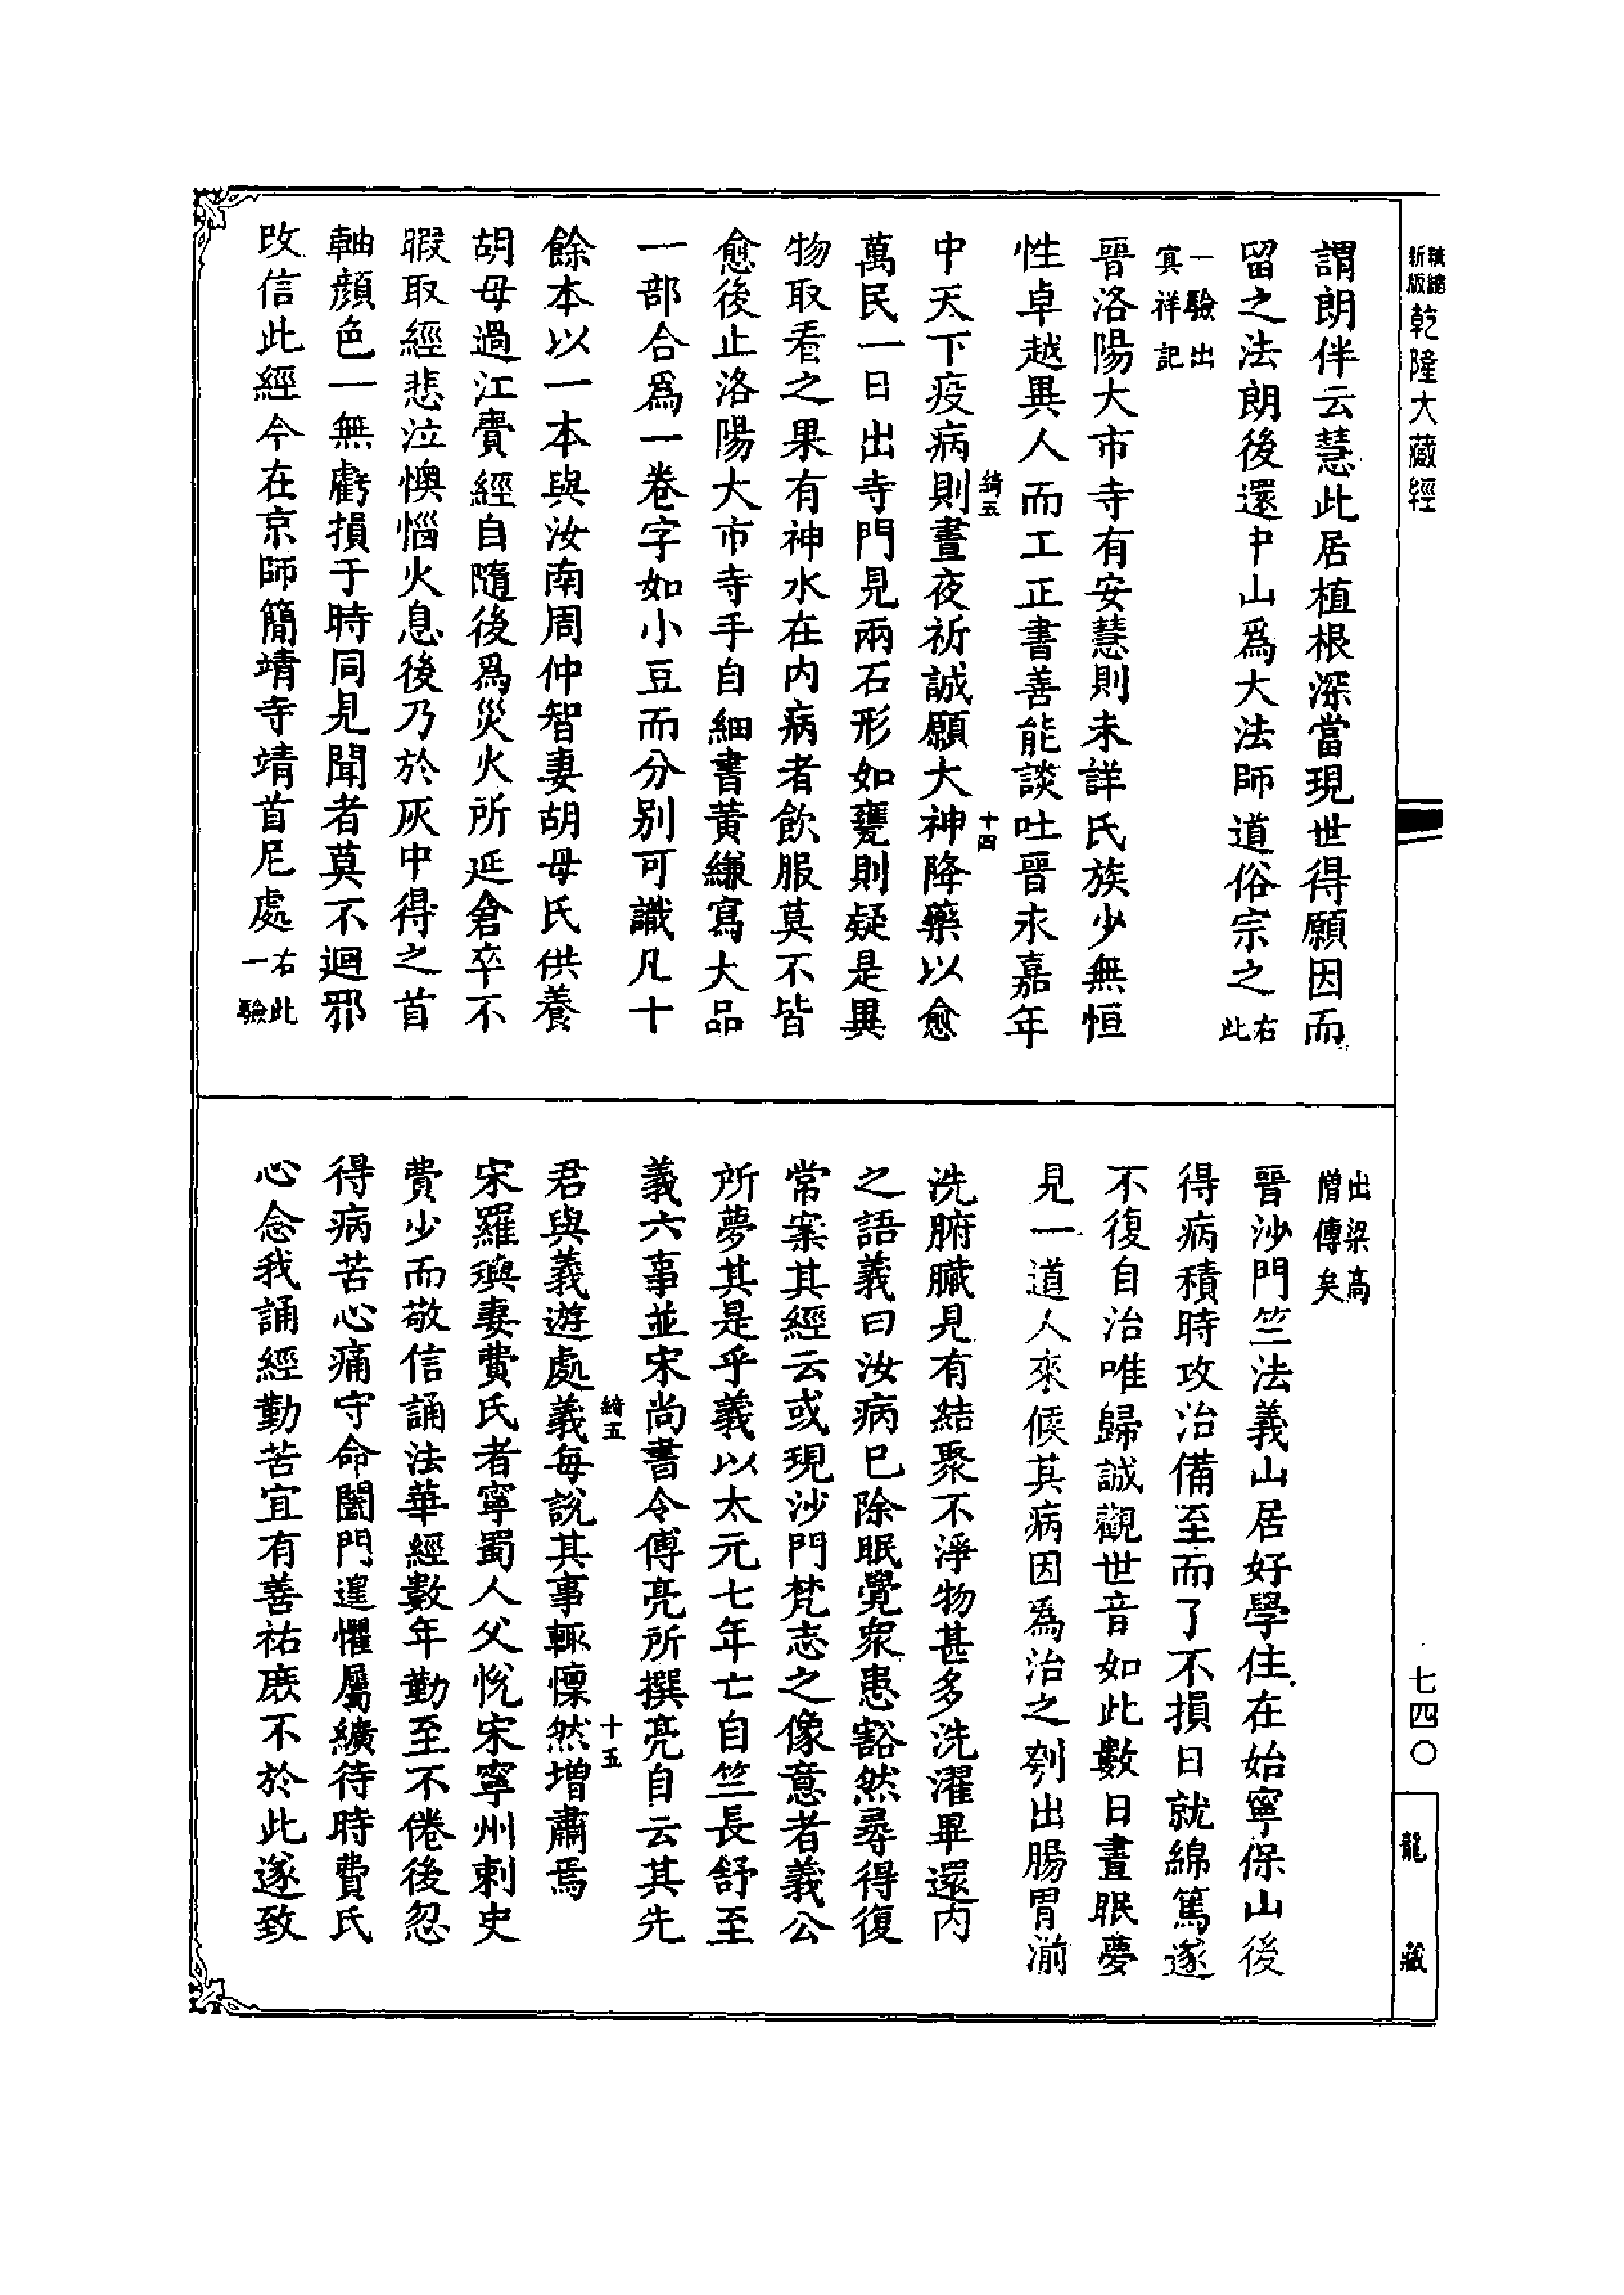 新版
縮
乾隆大藏經
謂朗伴云慧此居植根深當現世得願因而
留之法朗後還中山爲大法師道俗宗之右此
一驗出
冥祥記
晉洛陽大市寺有安慧則未詳氏族少無恒
性卓越異人而工正書善能談吐晉永嘉年
綺五
十四
中天下疫病則晝夜祈誠願大神降藥以愈
萬民一日出寺門見兩石形如甕則疑是異
物取看之果有神水在内病者飲服莫不皆
愈後止洛陽大市寺手自細書黃縑寫大品
一部合爲一卷字如小豆而分别可識凡十
餘本以一本與汝南周仲智妻胡母氏供養
胡母過江賷經自隨後爲災火所延倉卒不
暇取經悲泣懊惱火息後乃於灰中得之首
軸顔色一無虧損于時同見聞者莫不迴邪
改信此經今在京師簡靖寺靖首尼處右此一驗
出梁高
僧傳矣
晉沙門竺法義山居好學住在始寧保山後
得病積時攻治備至而了不損日就綿篤遂
不復自治唯歸誠觀世音如此數日晝眠夢
見一道人來候其病因爲治之刳出腸胃湔
洗腑臟見有結聚不淨物甚多洗濯畢還内
之語義曰汝病已除眠覺衆患豁然尋得復
常案其經云或現沙門梵志之像意者義公
所夢其是乎義以太元七年亡自竺長舒至
義六事並宋尚書令傅亮所撰亮自云其先
綺五
十五
君與義遊處義每說其事輒懔然增肅焉
宋羅璵妻費氏者寧蜀人父悅宋寧州刺史
費少而敬信誦法華經數年勤至不倦後忽
得病苦心痛守命闔門遑懼屬纊待時費氏
心念我誦經勤苦宜有善祐庶不於此遂致
七四〇
龍藏